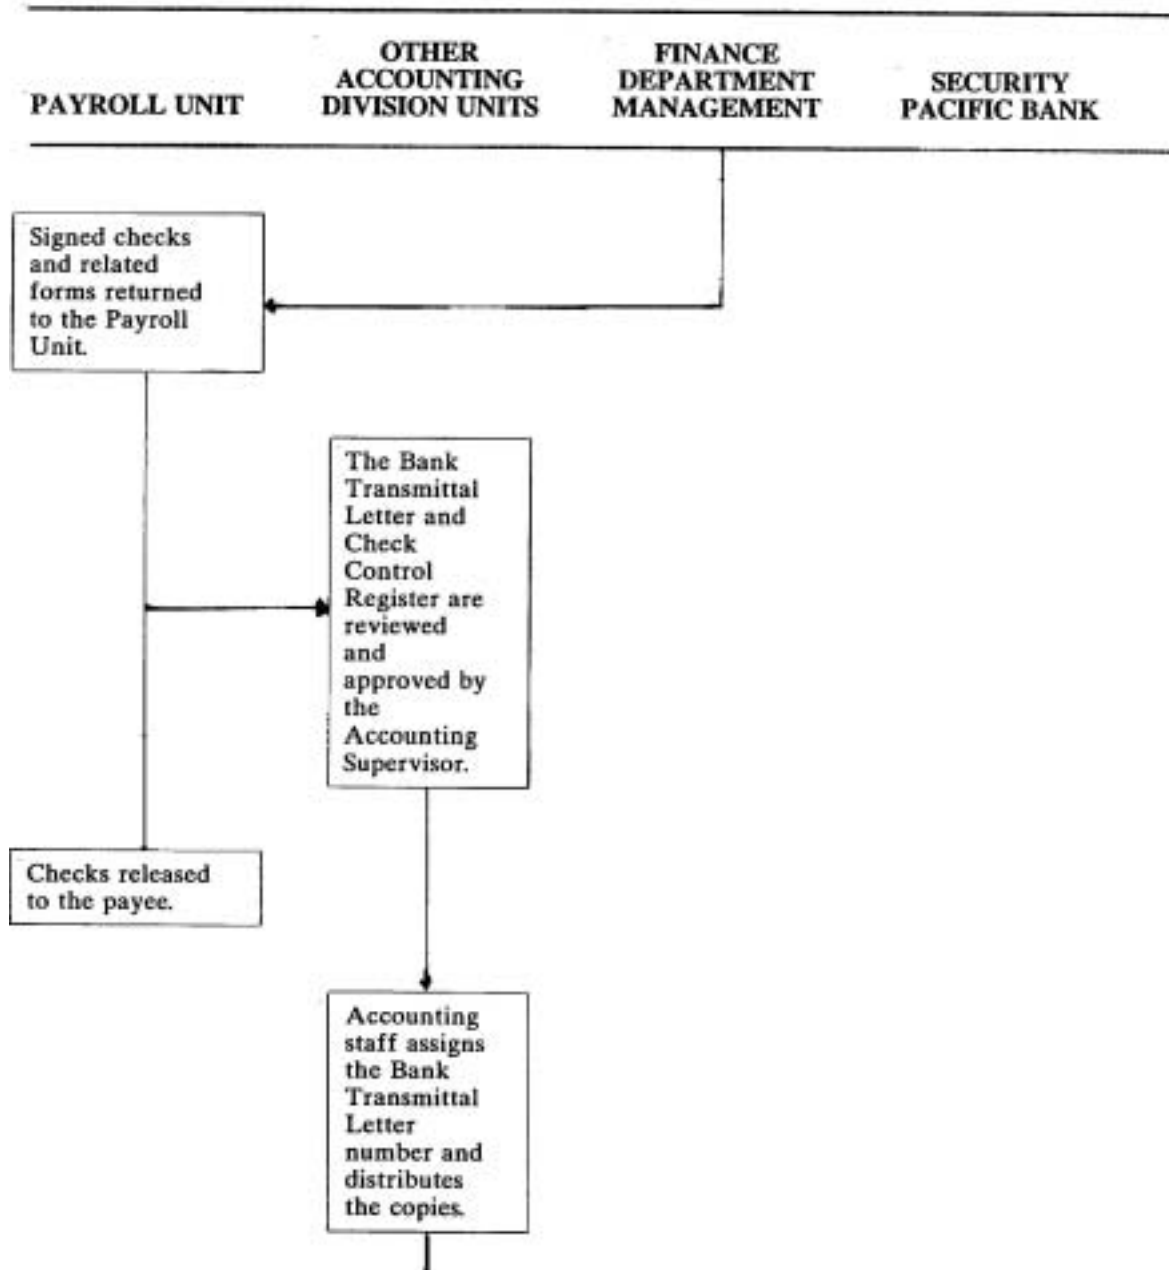 PAYROLL UNIT
OTHER
ACCOUNTING
DIVISION UNITS
FINANCE
DEPARTMENT
MANAGEMENT
SECURITY
PACIFIC BANK
Signed checks
and related
forms returned
to the Payroll
Unit.
The Bank
Transmittal
Letter and
Check
Control
Register are
reviewed
and
approved by
the
Accounting
Supervisor.
Checks released
to the payee.
Accounting
staff assigns
the Bank
Transmittal
Letter
number and
distributes
the copies.